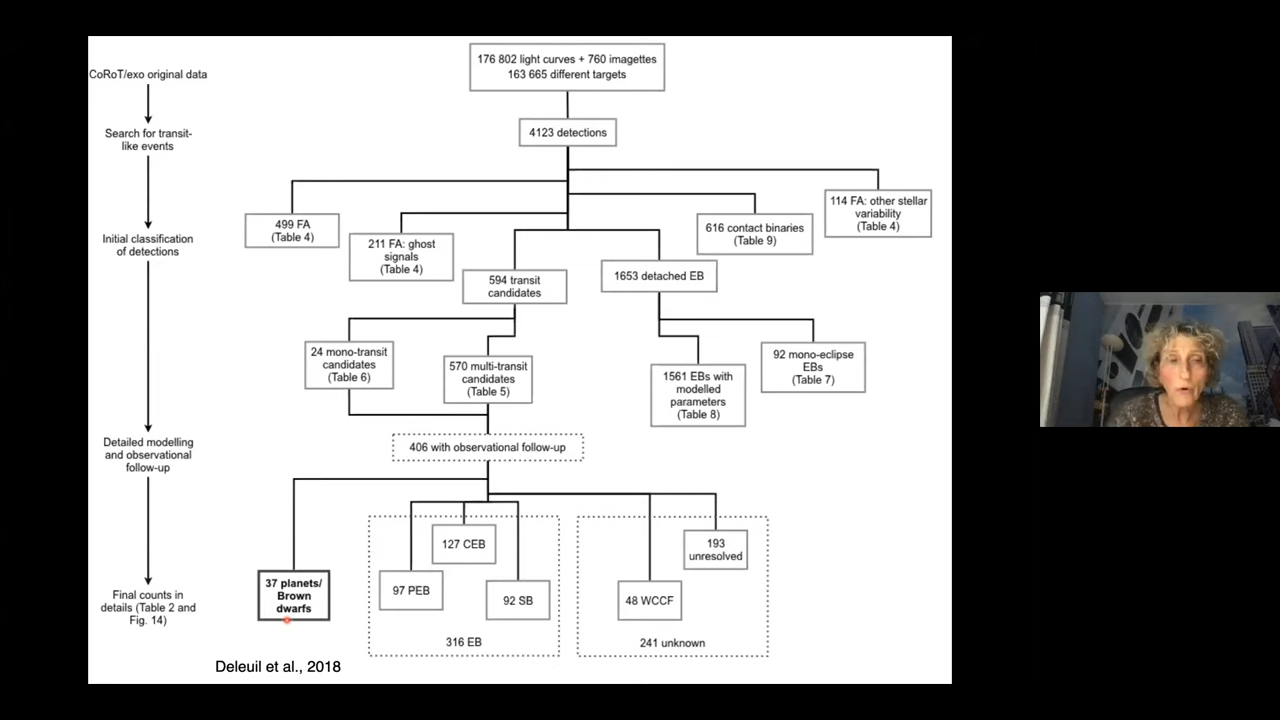 176 802 light curves + 760 imagettes
163 665 different targets
CoRoT/exo original data
4123 detections
Search for transit-
like events
499 FA
(Table 4)
211 FA: ghost
signals
(Table 4)
616 contact binaries
(Table 9)
114 FA: other stellar
variability
(Table 4)
Initial classification
of detections
594 transit
candidates
1653 detached EB
24 mono-transit
candidates
(Table 6)
570 multi-transit
candidates
(Table 5)
1561 EBs with
modelled
parameters
(Table 8)
92 mono-eclipse
EBs
(Table 7)
Detailed modelling
and observational
follow-up
406 with observational follow-up
127 CEB
193
unresolved
37 planets/
Brown
dwarfs
97 PEB
92 SB
48 WCCF
Final counts in
details (Table 2 and
Fig. 14)
316 EB
241 unknown
Deleuil et al., 2018